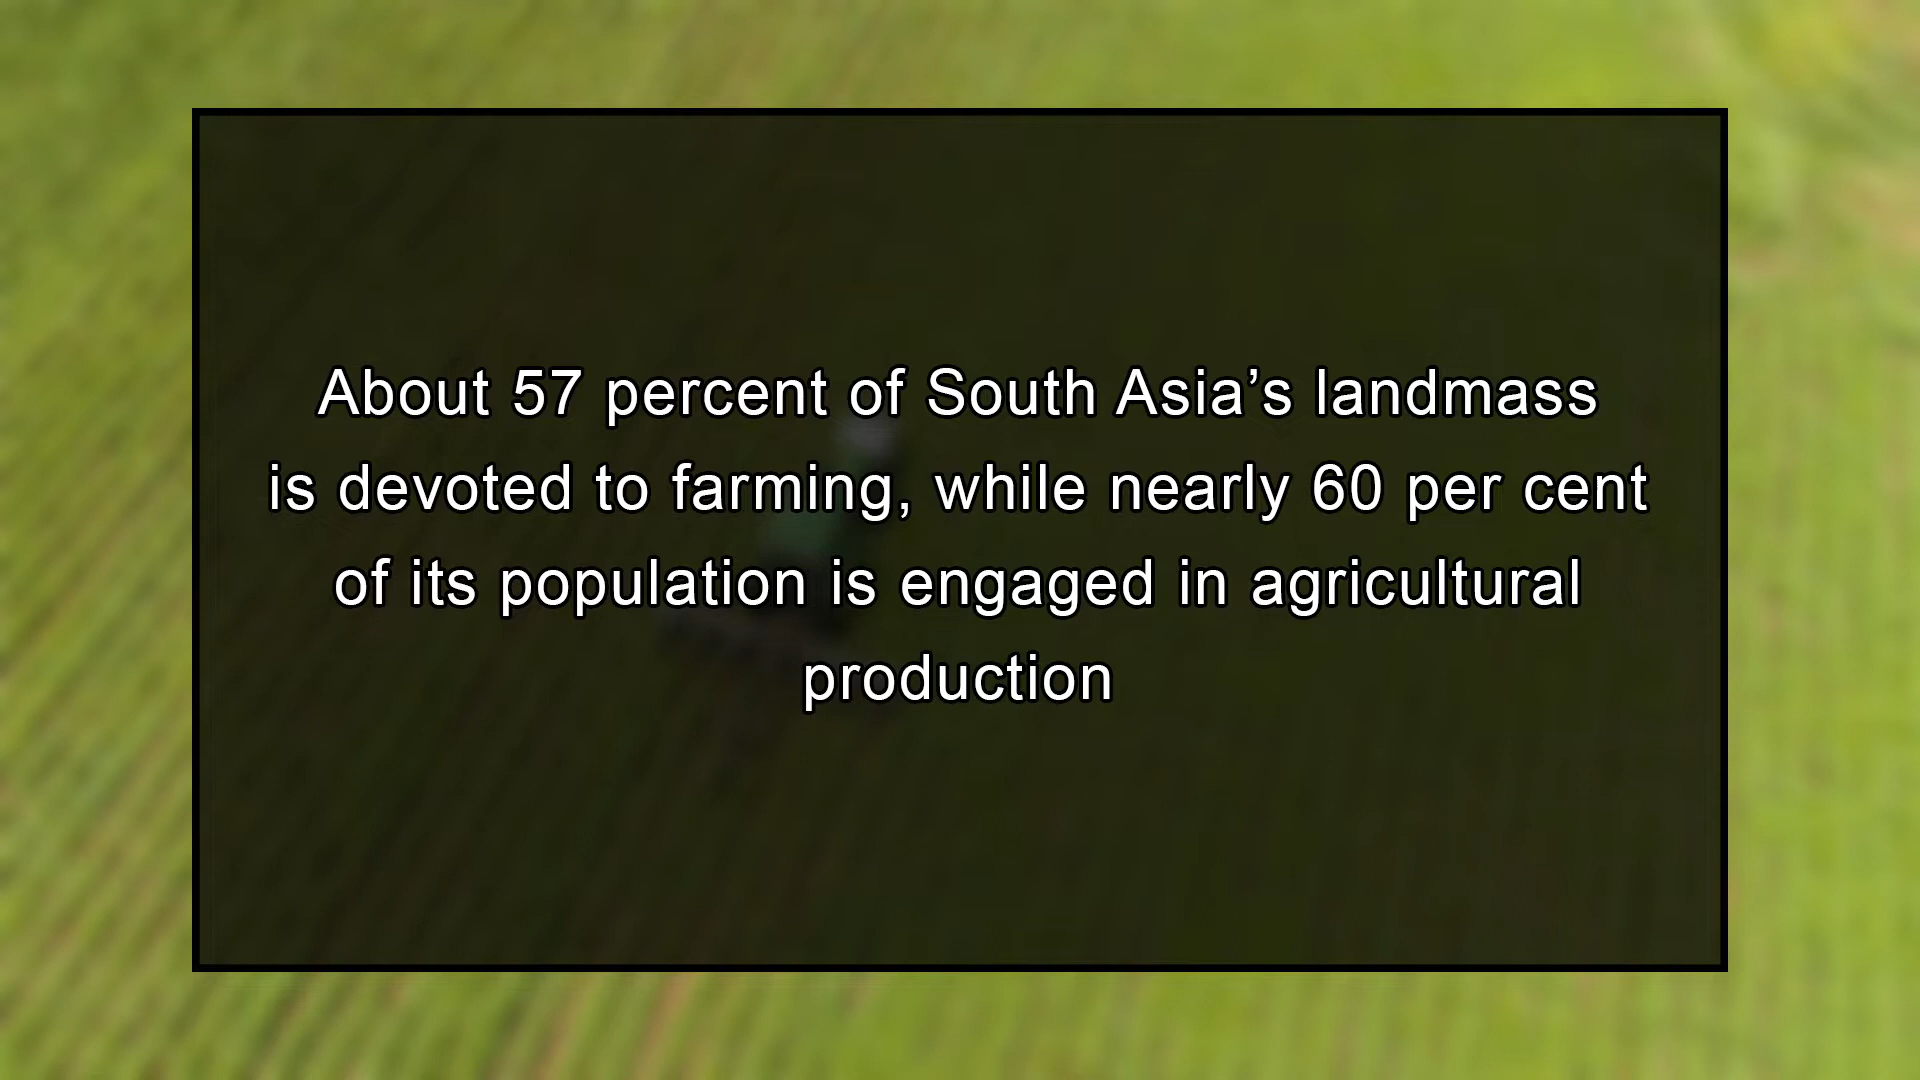 About 57 percent of South Asia’s landmass
is devoted to farming, while nearly 60 per cent
of its population is engaged in agricultural
production